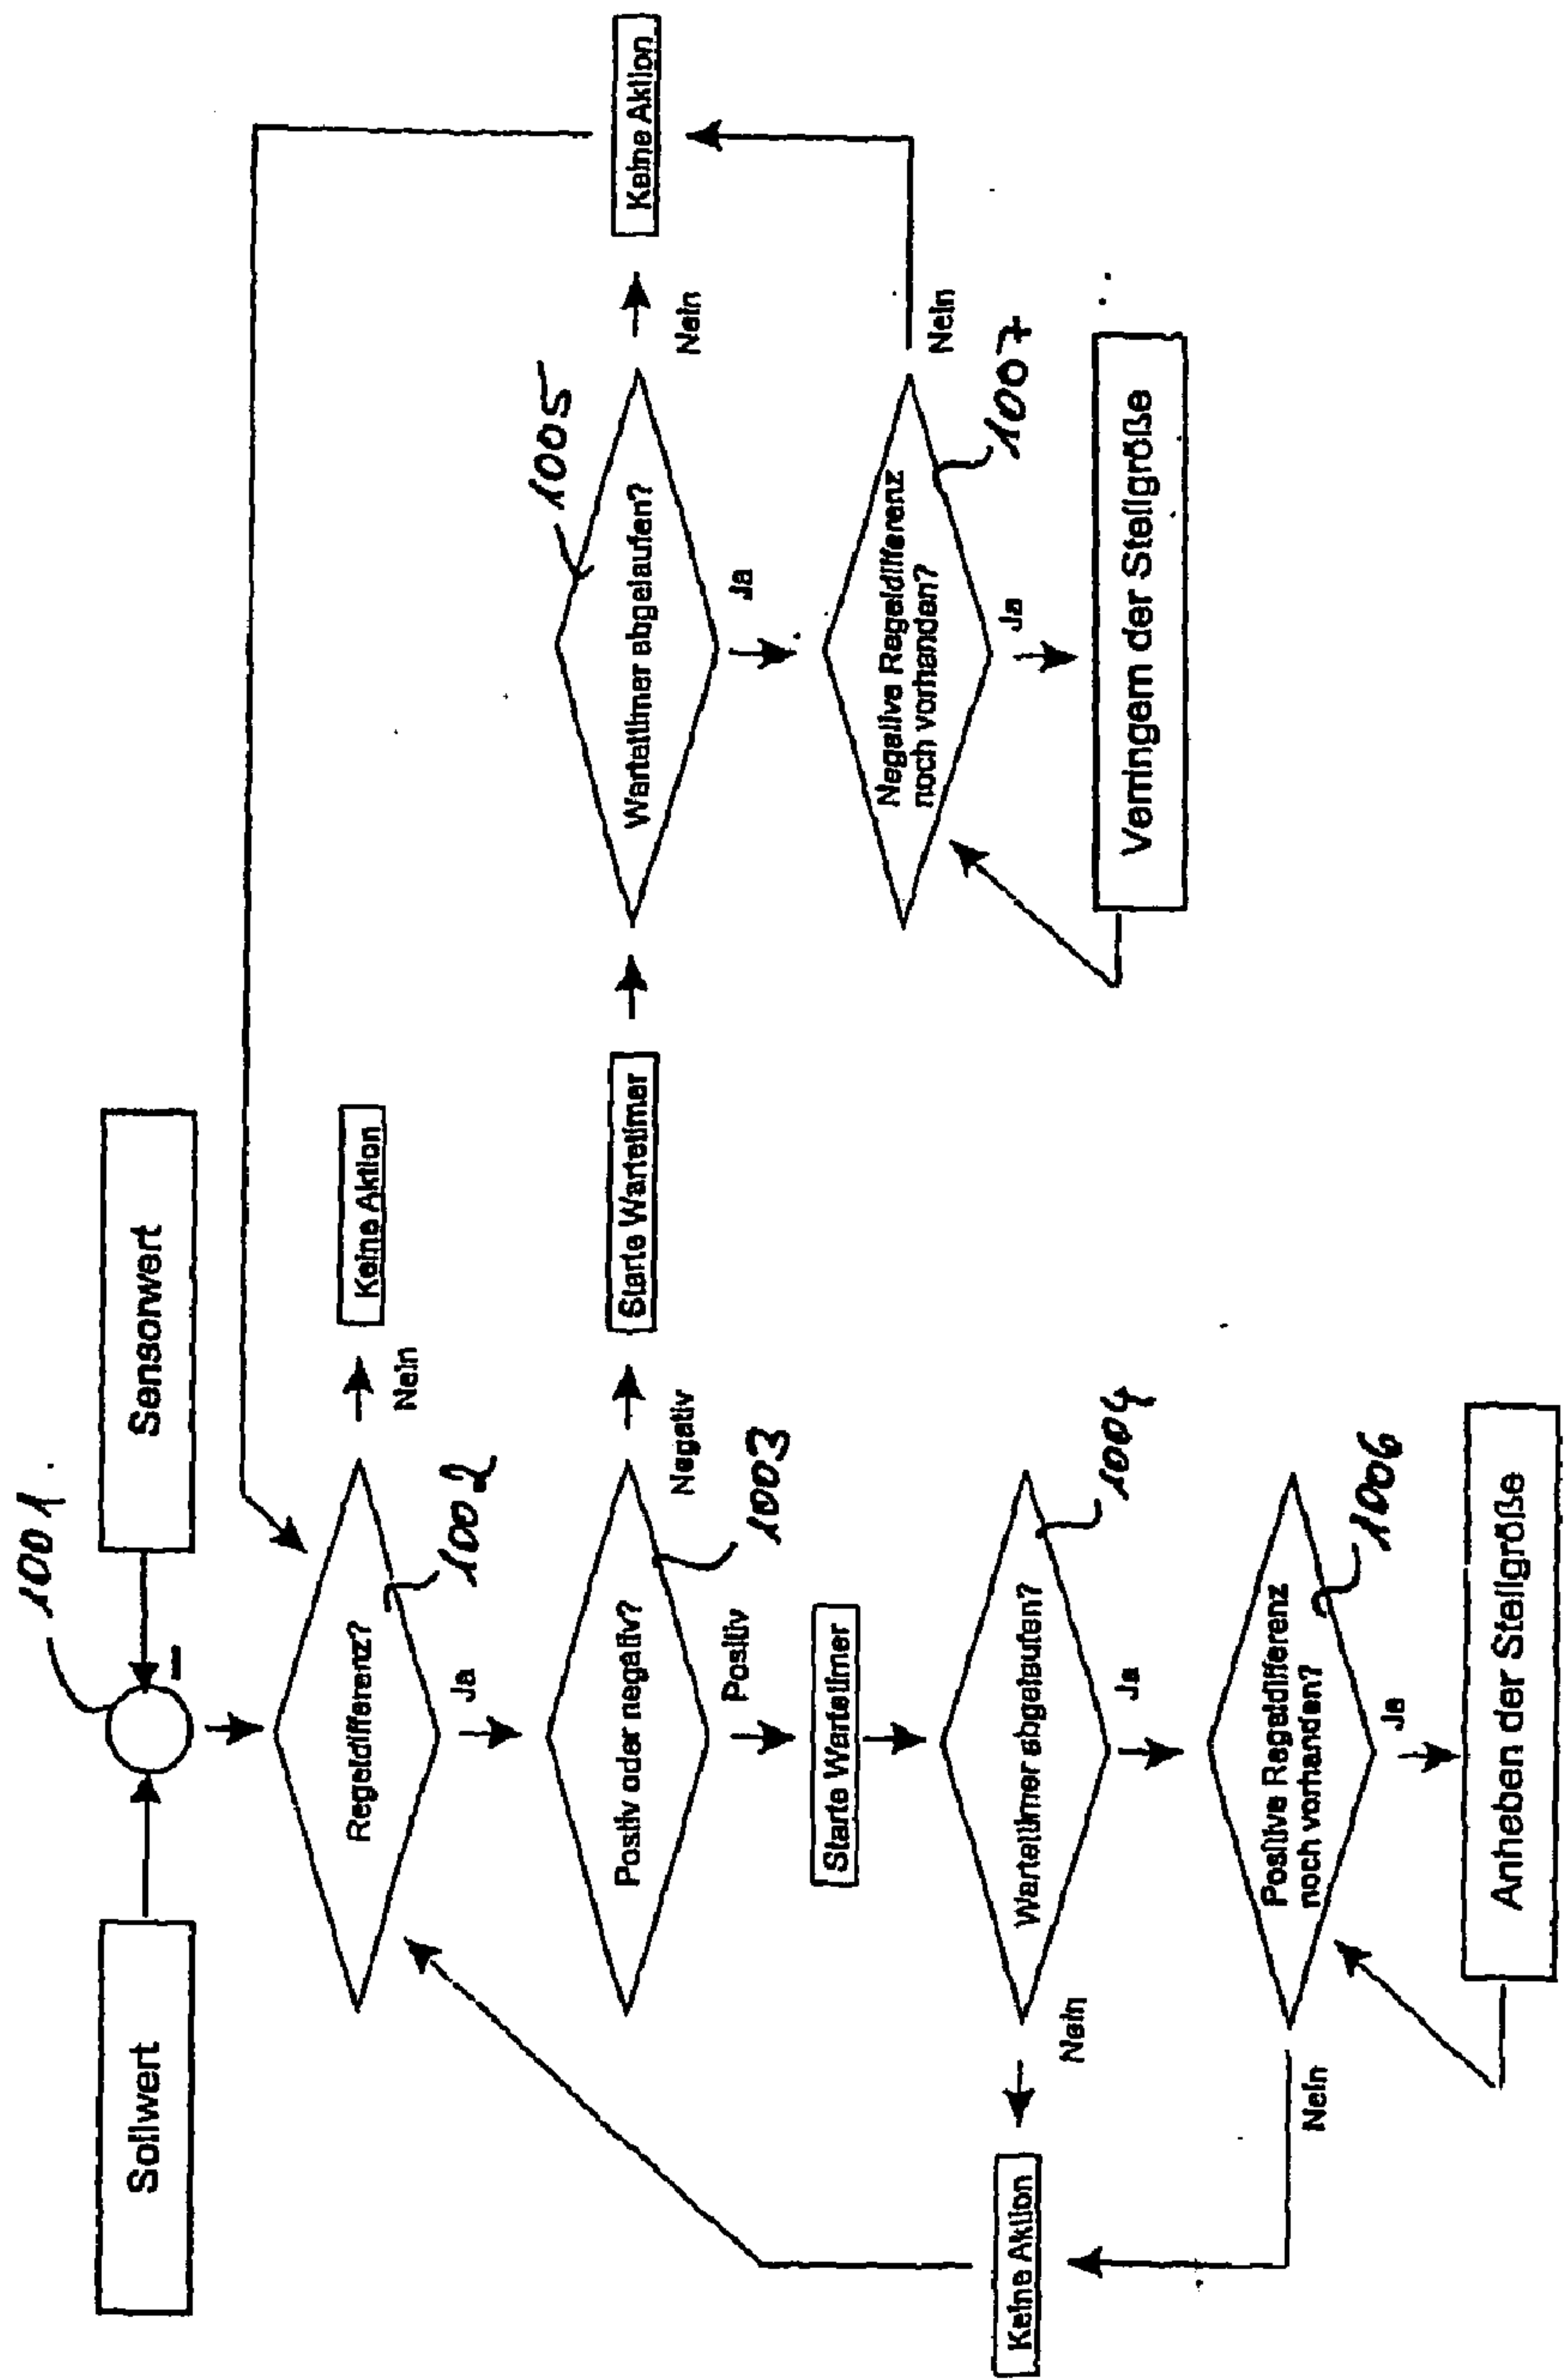 1001
Sollwert
Sensorwert
Regeldifferenz?
1002
Nein
Keine Aktion
Ja
Postiv oder negativ?
1003
Negativ
Starte Wartetimer
Wartetimer abgelaufen?
1005
Nein
Keine Aktion
Positiv
Ja
Starte Wartetimer
Negative Regeldifferenz
noch vorhanden?
Nein
1007
Wartetimer abgelaufen?
1004
Nein
Keine Aktion
Ja
Ja
Verringern der Stellgröße
Positive Regeldifferenz
noch vorhanden?
1006
Nein
Ja
Anheben der Stellgröße